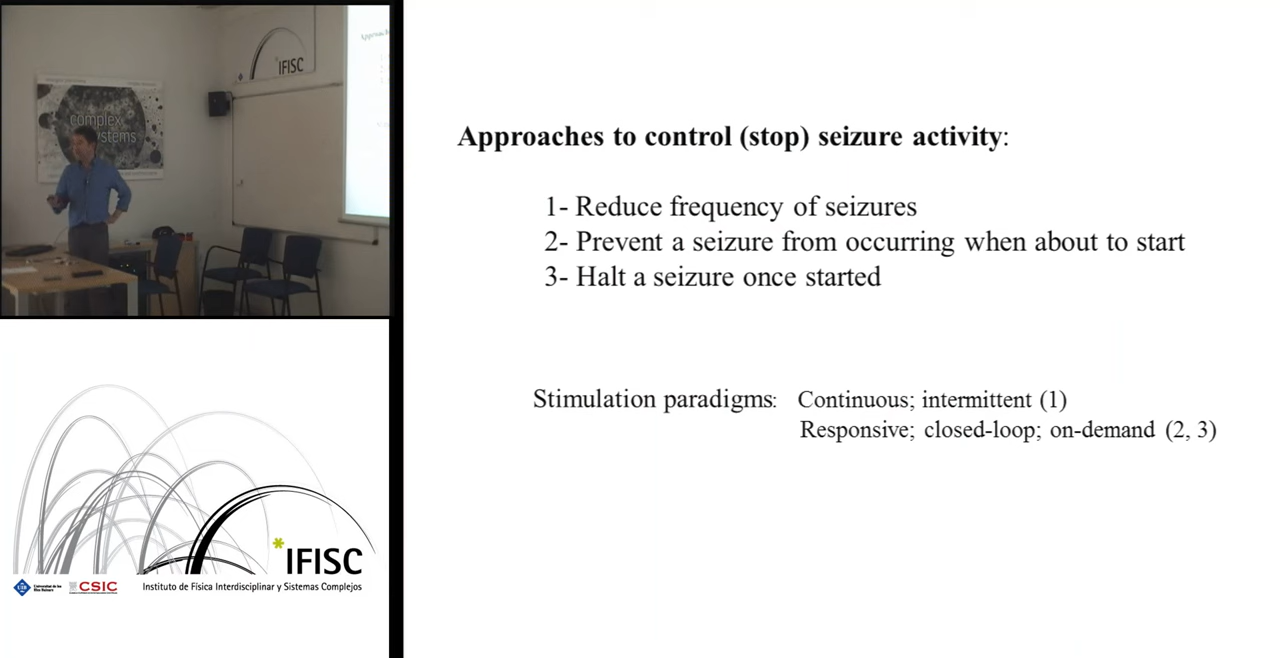 IFISC
complex
systems
Approaches to control (stop) seizure activity:
1- Reduce frequency of seizures
2- Prevent a seizure from occurring when about to start
3- Halt a seizure once started
Stimulation paradigms: Continuous; intermittent (1)
Responsive; closed-loop; on-demand (2, 3)
*IFISC
UIB
CSIC
Instituto de Física Interdisciplinar y Sistemas Complejos